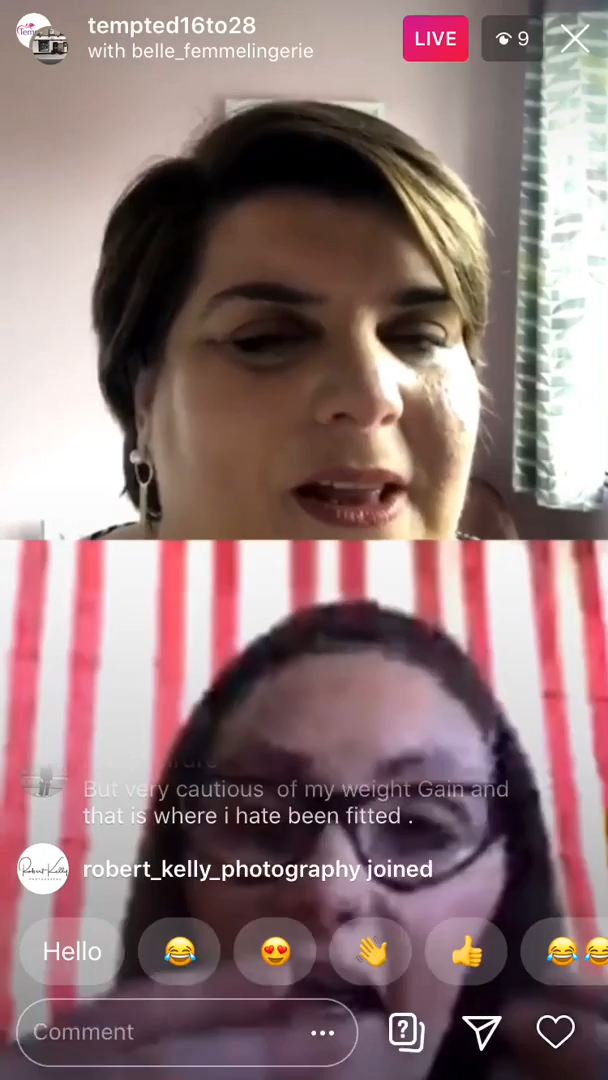 tempted16to28
with belle_femmelingerie
LIVE
9
But very cautious of my weight Gain and
that is where i hate been fitted .
robert_kelly_photography joined
Hello
Comment